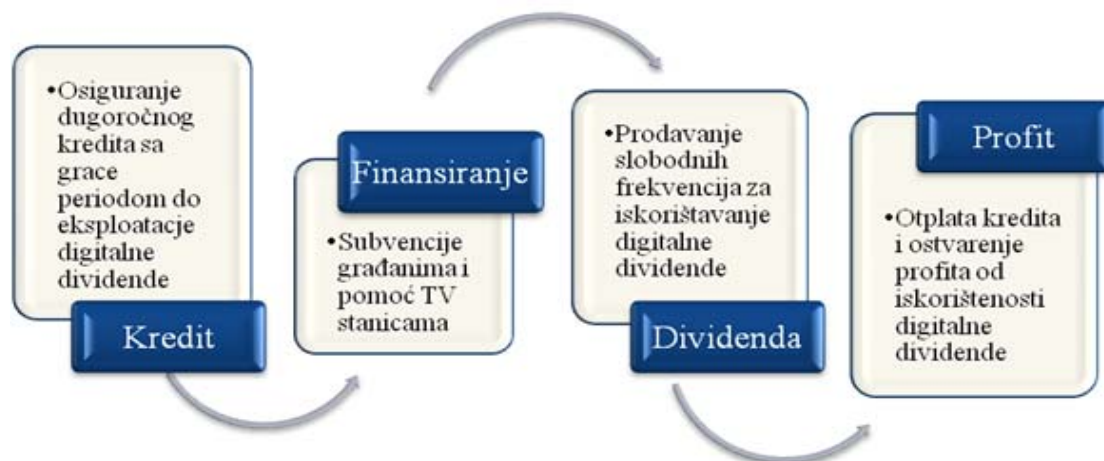 •Osiguranje
dugoročnog
kredita sa
grace
periodom do
eksploatacje
digitalne
dividende
Kredit
Finansiranje
•Subvencije
građanima i
pomoć TV
stanicama
•Prodavanje
slobodnih
frekvencija za
iskorištavanje
digitalne
dividende
Dividenda
Profit
•Otplata kredita
i ostvarenje
profita od
iskorištenosti
digitalne
dividende